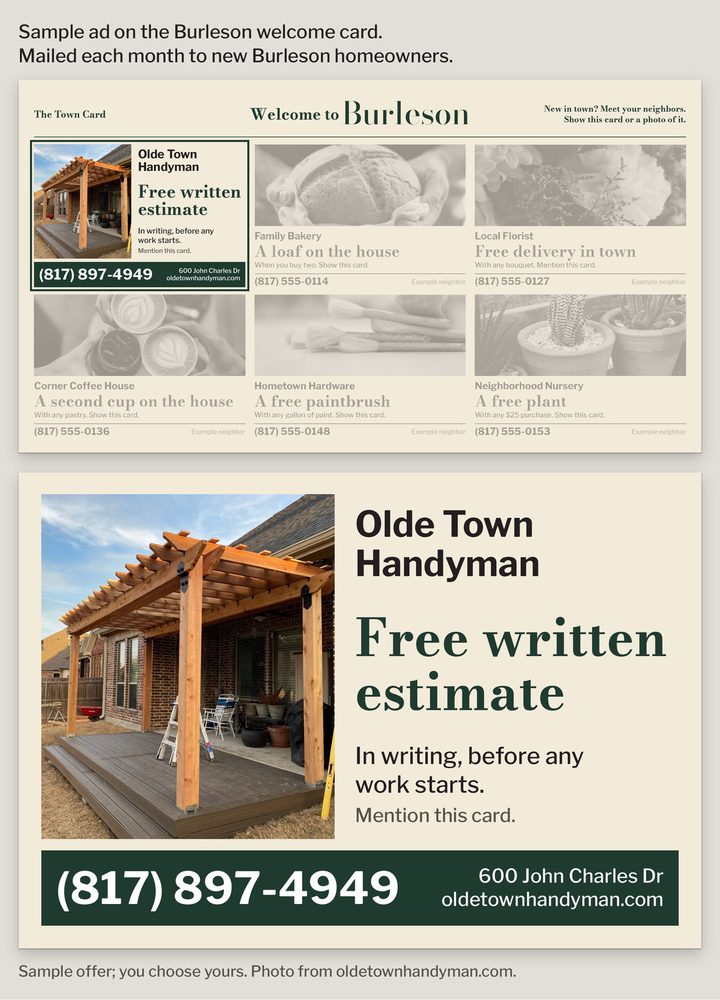 Sample ad on the Burleson welcome card.
Mailed each month to new Burleson homeowners.
The Town Card
Welcome to Burleson
New in town? Meet your neighbors.
Show this card or a photo of it.
Olde Town
Handyman
Free written
estimate
In writing, before any
work starts.
Mention this card.
(817) 897-4949
600 John Charles Dr
oldetownhandyman.com
Family Bakery
A loaf on the house
When you buy two. Show this card.
(817) 555-0114
Example neighbor
Local Florist
Free delivery in town
With any bouquet. Mention this card.
(817) 555-0127
Example neighbor
Corner Coffee House
A second cup on the house
With any pastry. Show this card.
(817) 555-0136
Example neighbor
Hometown Hardware
A free paintbrush
With any gallon of paint. Show this card.
(817) 555-0148
Example neighbor
Neighborhood Nursery
A free plant
With any $25 purchase. Show this card.
(817) 555-0153
Example neighbor
Olde Town
Handyman
Free written
estimate
In writing, before any
work starts.
Mention this card.
(817) 897-4949
600 John Charles Dr
oldetownhandyman.com
Sample offer; you choose yours. Photo from oldetownhandyman.com.